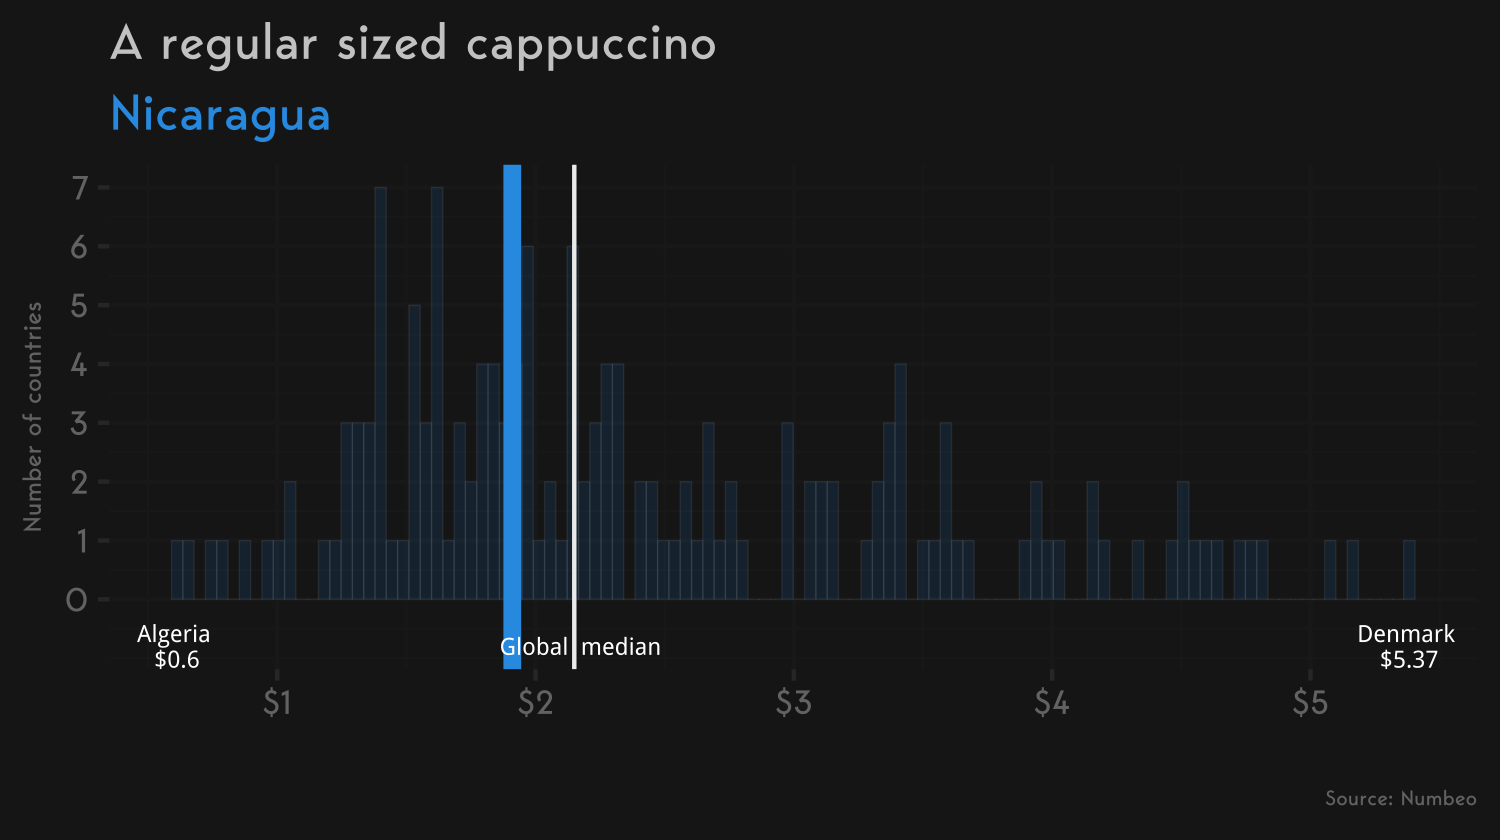 A regular sized cappuccino
Nicaragua
Number of countries
7
6
5
4
3
2
1
0
Algeria
$0.6
Global median
Denmark
$5.37
$1 $2 $3 $4 $5
Source: Numbeo